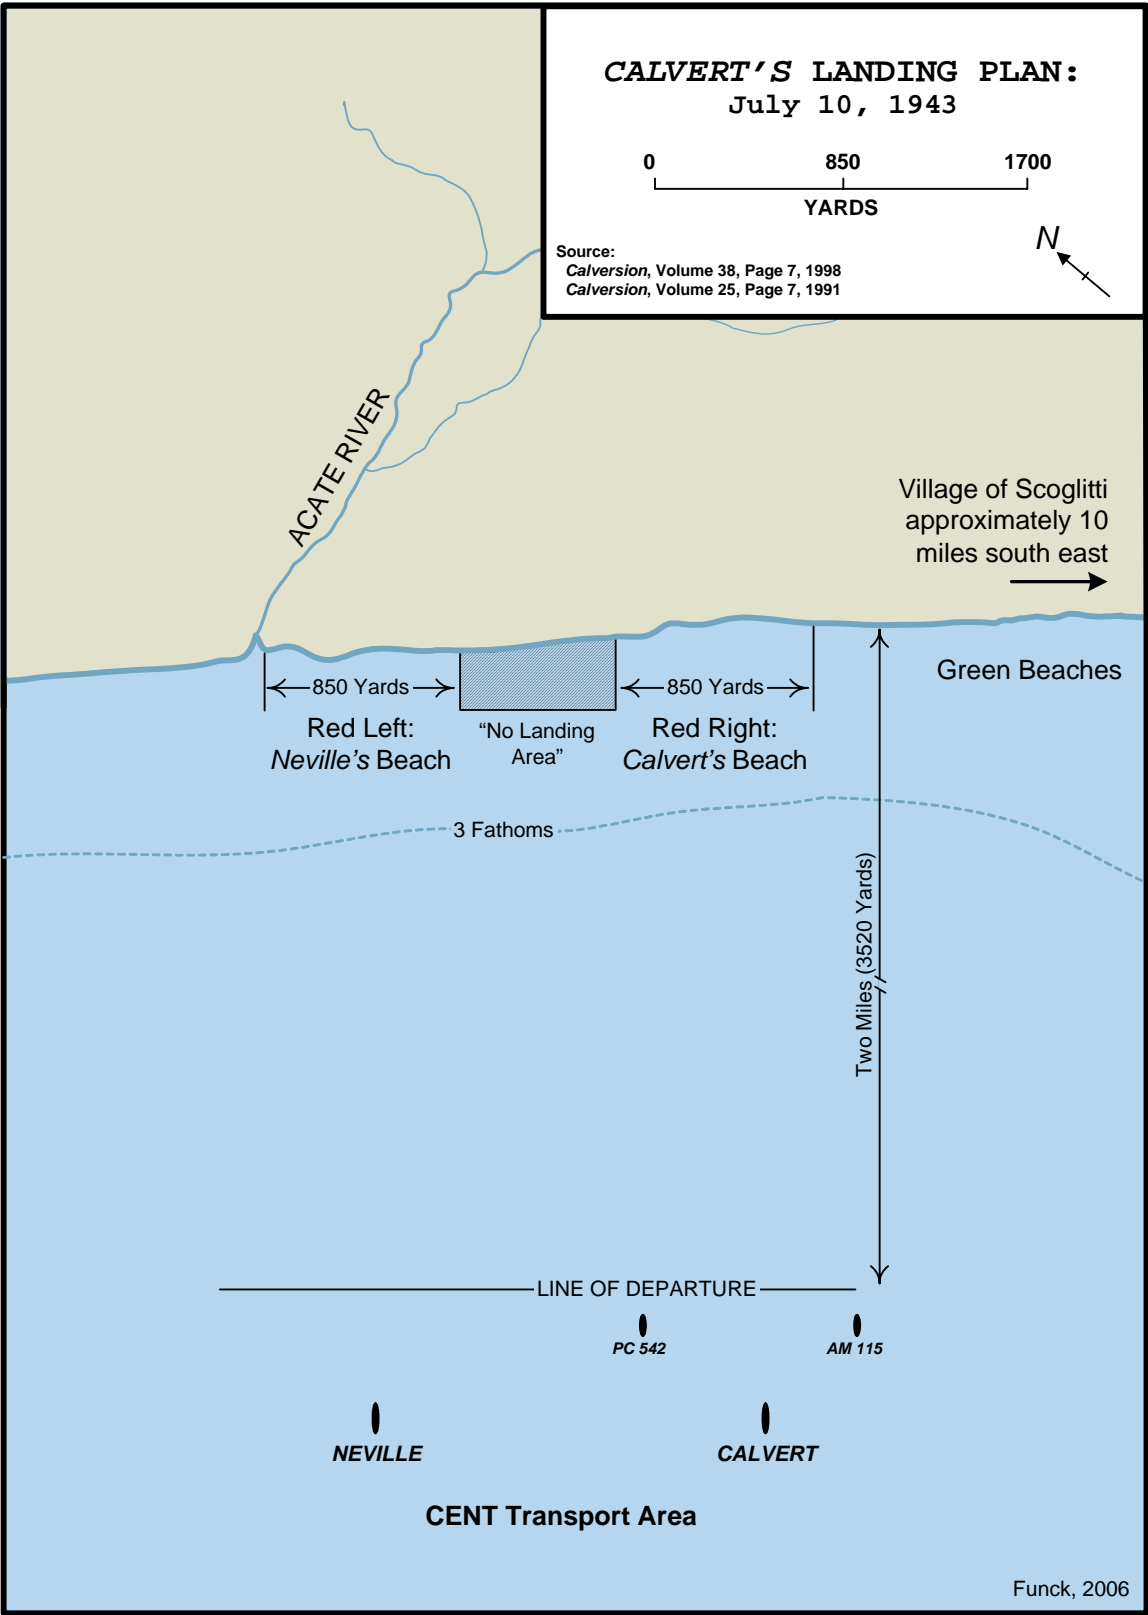 CALVERT'S LANDING PLAN:
July 10, 1943
0 850 1700
YARDS
N
Source:
Calversion, Volume 38, Page 7, 1998
Calversion, Volume 25, Page 7, 1991
ACATE RIVER
Village of Scoglitti
approximately 10
miles south east
Green Beaches
850 Yards
Red Left:
Neville's Beach
“No Landing
Area”
850 Yards
Red Right:
Calvert's Beach
3 Fathoms
Two Miles (3520 Yards)
LINE OF DEPARTURE
PC 542
AM 115
NEVILLE
CALVERT
CENT Transport Area
Funck, 2006